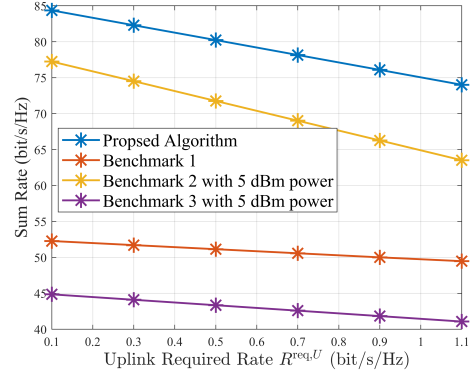 85
80
75
70
65
60
55
50
45
40
Sum Rate (bit/s/Hz)
Propsed Algorithm
Benchmark 1
Benchmark 2 with 5 dBm power
Benchmark 3 with 5 dBm power
0.1 0.2 0.3 0.4 0.5 0.6 0.7 0.8 0.9 1.0 1.1
Uplink Required Rate R^{req,U} (bit/s/Hz)